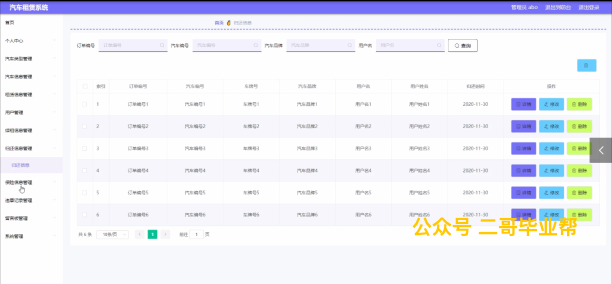 汽车租赁系统 管理员 abo 退出到前台 退出登录
首页
首页 归还信息
个人中心
汽车类型管理
汽车信息管理
租赁信息管理
用户管理
续租信息管理
归还信息管理
归还信息
保险信息管理
违章记录管理
留言板管理
系统管理
订单编号 订单编号 汽车编号 汽车编号 汽车品牌 汽车品牌 用户名 用户名 查询
索引 订单编号 汽车编号 车牌号 汽车品牌 用户名 用户姓名 归还时间 操作
1 订单编号1 汽车编号1 车牌号1 汽车品牌1 用户名1 用户姓名1 2020-11-30 详情 修改 删除
2 订单编号2 汽车编号2 车牌号2 汽车品牌2 用户名2 用户姓名2 2020-11-30 详情 修改 删除
3 订单编号3 汽车编号3 车牌号3 汽车品牌3 用户名3 用户姓名3 2020-11-30 详情 修改 删除
4 订单编号4 汽车编号4 车牌号4 汽车品牌4 用户名4 用户姓名4 2020-11-30 详情 修改 删除
5 订单编号5 汽车编号5 车牌号5 汽车品牌5 用户名5 用户姓名5 2020-11-30 详情 修改 删除
6 订单编号6 汽车编号6 车牌号6 汽车品牌6 用户名6 用户姓名6 2020-11-30 详情 修改 删除
共 6 条 10条/页 1 前往 1 页
公众号 二哥毕业帮